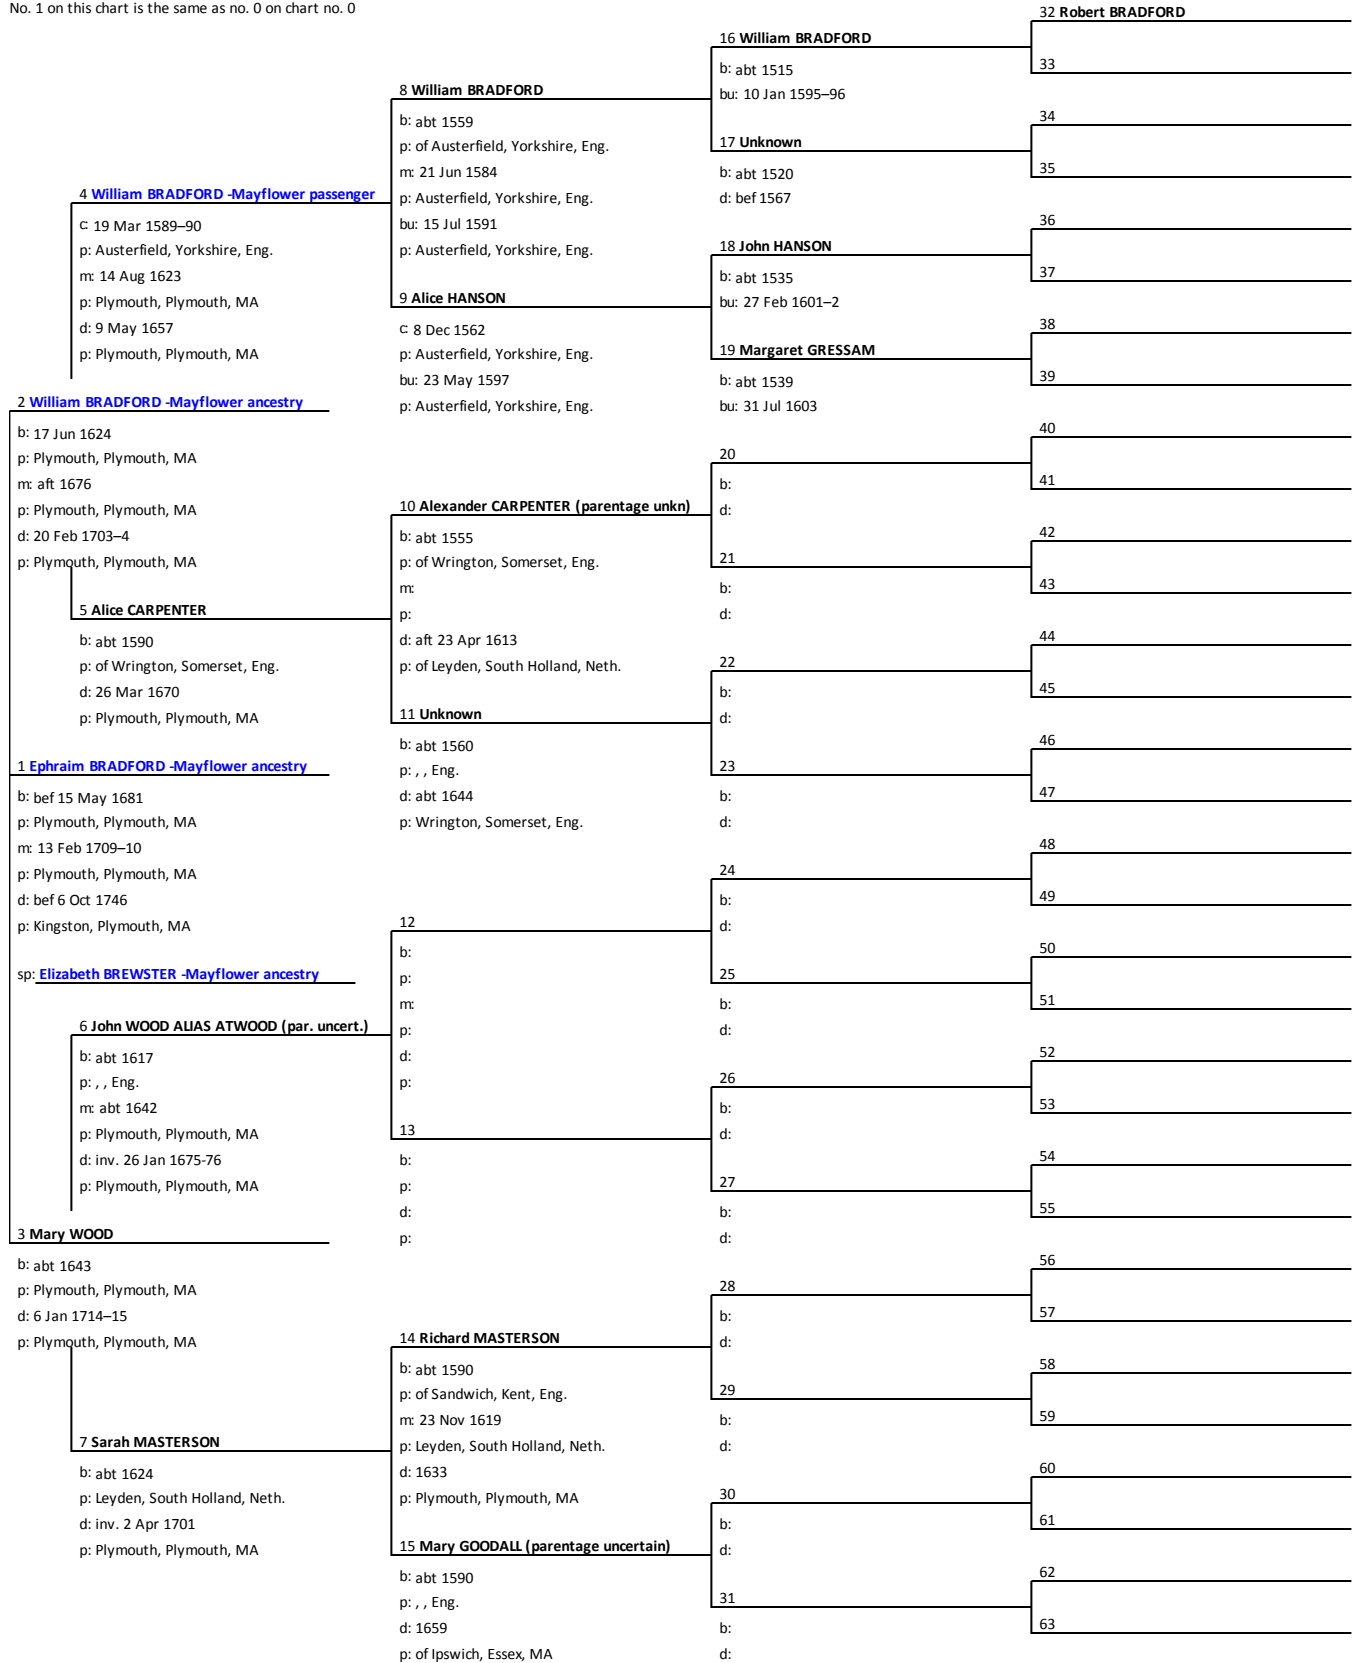 No. 1 on this chart is the same as no. 0 on chart no. 0
1 Ephraim BRADFORD -Mayflower ancestry
b: bef 15 May 1681
p: Plymouth, Plymouth, MA
m: 13 Feb 1709–10
p: Plymouth, Plymouth, MA
d: bef 6 Oct 1746
p: Kingston, Plymouth, MA
sp: Elizabeth BREWSTER -Mayflower ancestry
2 William BRADFORD -Mayflower ancestry
b: 17 Jun 1624
p: Plymouth, Plymouth, MA
m: aft 1676
p: Plymouth, Plymouth, MA
d: 20 Feb 1703–4
p: Plymouth, Plymouth, MA
3 Mary WOOD
b: abt 1643
p: Plymouth, Plymouth, MA
d: 6 Jan 1714–15
p: Plymouth, Plymouth, MA
4 William BRADFORD -Mayflower passenger
c: 19 Mar 1589–90
p: Austerfield, Yorkshire, Eng.
m: 14 Aug 1623
p: Plymouth, Plymouth, MA
d: 9 May 1657
p: Plymouth, Plymouth, MA
5 Alice CARPENTER
b: abt 1590
p: of Wrington, Somerset, Eng.
d: 26 Mar 1670
p: Plymouth, Plymouth, MA
6 John WOOD ALIAS ATWOOD (par. uncert.)
b: abt 1617
p: , , Eng.
m: abt 1642
p: Plymouth, Plymouth, MA
d: inv. 26 Jan 1675-76
p: Plymouth, Plymouth, MA
7 Sarah MASTERSON
b: abt 1624
p: Leyden, South Holland, Neth.
d: inv. 2 Apr 1701
p: Plymouth, Plymouth, MA
8 William BRADFORD
b: abt 1559
p: of Austerfield, Yorkshire, Eng.
m: 21 Jun 1584
p: Austerfield, Yorkshire, Eng.
bu: 15 Jul 1591
p: Austerfield, Yorkshire, Eng.
9 Alice HANSON
c: 8 Dec 1562
p: Austerfield, Yorkshire, Eng.
bu: 23 May 1597
p: Austerfield, Yorkshire, Eng.
10 Alexander CARPENTER (parentage unkn)
b: abt 1555
p: of Wrington, Somerset, Eng.
m:
p:
d: aft 23 Apr 1613
p: of Leyden, South Holland, Neth.
11 Unknown
b: abt 1560
p: , , Eng.
d: abt 1644
p: Wrington, Somerset, Eng.
12
b:
p:
m:
p:
d:
p:
13
b:
p:
d:
p:
14 Richard MASTERSON
b: abt 1590
p: of Sandwich, Kent, Eng.
m: 23 Nov 1619
p: Leyden, South Holland, Neth.
d: 1633
p: Plymouth, Plymouth, MA
15 Mary GOODALL (parentage uncertain)
b: abt 1590
p: , , Eng.
d: 1659
p: of Ipswich, Essex, MA
16 William BRADFORD
b: abt 1515
bu: 10 Jan 1595–96
17 Unknown
b: abt 1520
d: bef 1567
18 John HANSON
b: abt 1535
bu: 27 Feb 1601–2
19 Margaret GRESSAM
b: abt 1539
bu: 31 Jul 1603
20
b:
d:
21
b:
d:
22
b:
d:
23
b:
d:
24
b:
d:
25
b:
d:
26
b:
d:
27
b:
d:
28
b:
d:
29
b:
d:
30
b:
d:
31
b:
d:
32 Robert BRADFORD
33
34
35
36
37
38
39
40
41
42
43
44
45
46
47
48
49
50
51
52
53
54
55
56
57
58
59
60
61
62
63